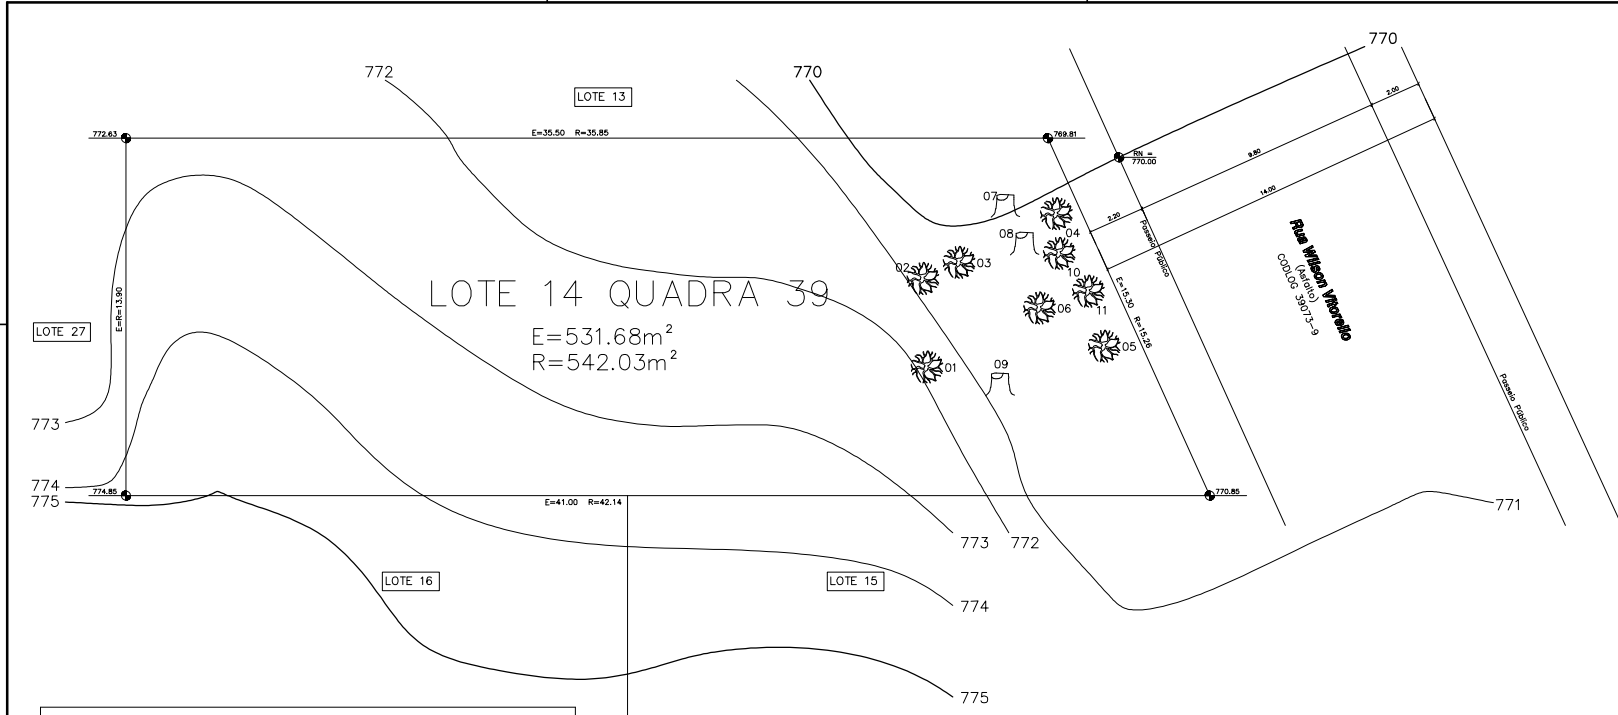 770
772
770
LOTE 13
2.00
772.63
E=35.50 R=35.85
769.81
RN =
770.00
9.80
14.00
07
2.20
04
08
Passeio Público
Rua Wilson Vitorello
(Asfalto)
CODLOG 39073-9
02
03
10
LOTE 14 QUADRA 39
E=531.68m²
R=542.03m²
E=R=13.90
E=15.30 R=15.26
06
11
LOTE 27
05
01
09
Passeio Público
773
774
775
774.85
E=41.00 R=42.14
770.85
771
773
772
LOTE 16
LOTE 15
774
775